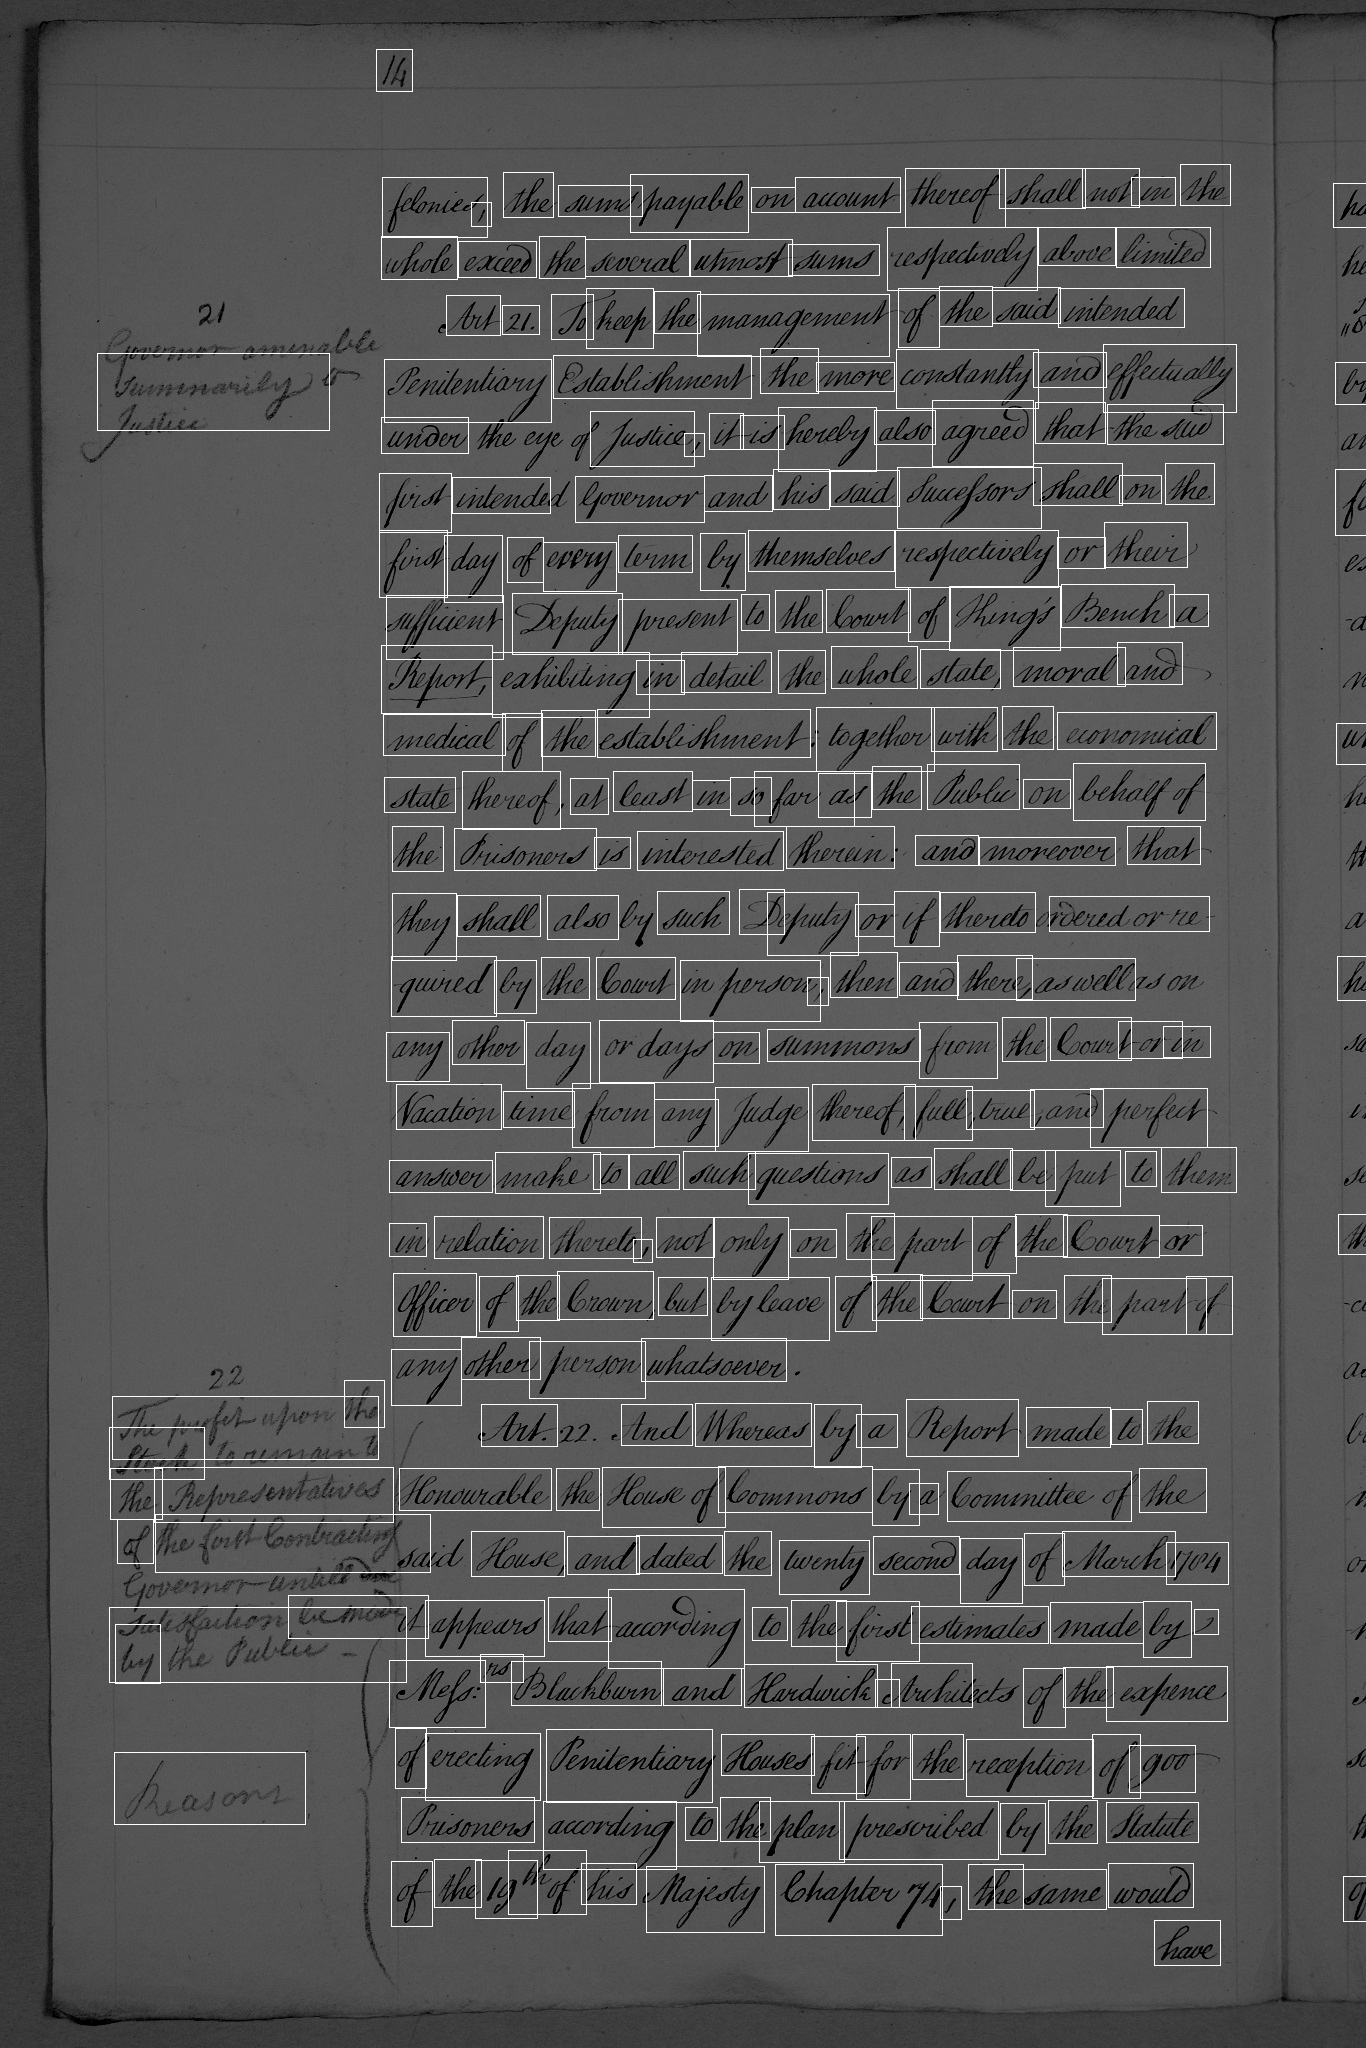 14
felonies, the sums payable on account thereof shall not in the
whole exceed the several utmost sums respectively above limited
Art 21. To keep the management of the said intended
Penitentiary Establishment the more constantly and effectually
under the eye of Justice, it is hereby also agreed that the said
first intended Governor and his said Successors shall on the
first day of every term by themselves respectively or their
sufficient Deputy present to the Court of King's Bench a
Report, exhibiting in detail the whole state, moral and
medical of the establishment: together with the economical
state thereof, at least in so far as the Public on behalf of
the Prisoners is interested therein: and moreover that
they shall also by such Deputy or if thereto ordered or re-
-quired by the Court in person, then and there, as well as on
any other day or days on summons from the Court or in
Vacation time from any Judge thereof, full, true, and perfect
answer make to all such questions as shall be put to them
in relation thereto, not only on the part of the Court or
Officer of the Crown, but by leave of the Court on the part of
any other person whatsoever.
Art. 22. And Whereas by a Report made to the
Honourable the House of Commons by a Committee of the
said House, and dated the twenty second day of March 1784
it appears that according to the first estimates made by
Mess:rs Blackburn and Hardwick Architects of the expence
of erecting Penitentiary Houses fit for the reception of 900
Prisoners according to the plan prescribed by the Statute
of the 19th of his Majesty Chapter 74, the same would
have
21
Governor amenable
summarily to
Justice
22
The profit upon the
Stock to remain to
the Representatives
of the first Contracting
Governor until
satisfaction be made
by the Public —
Reasons